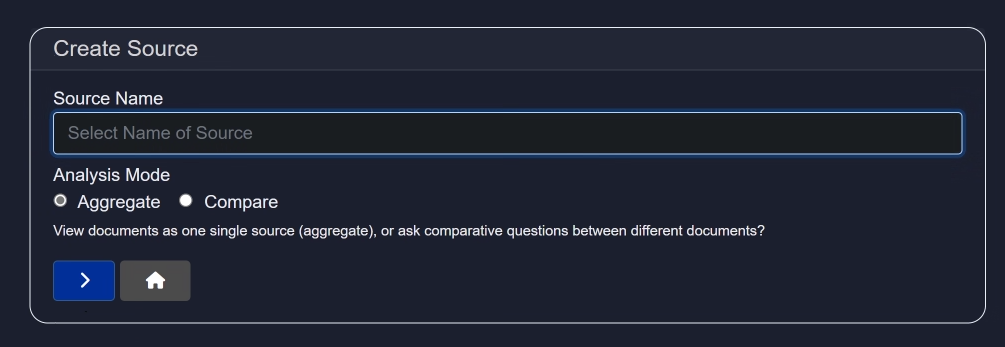 Create Source
Source Name
Select Name of Source
Analysis Mode
Aggregate Compare
View documents as one single source (aggregate), or ask comparative questions between different documents?